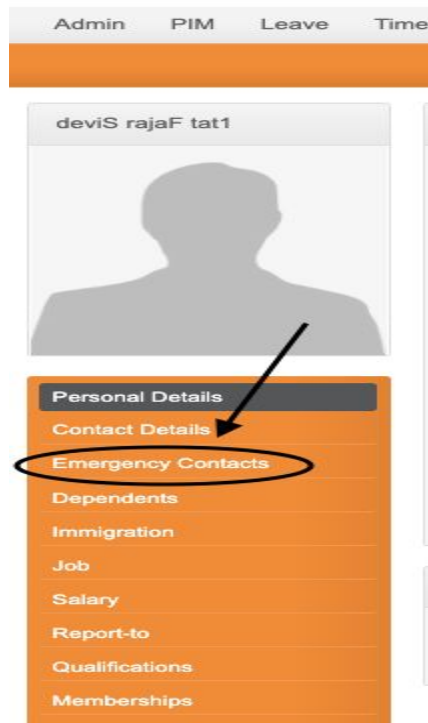 Admin PIM Leave Time
deviS rajaF tat1
Personal Details
Contact Details
Emergency Contacts
Dependents
Immigration
Job
Salary
Report-to
Qualifications
Memberships